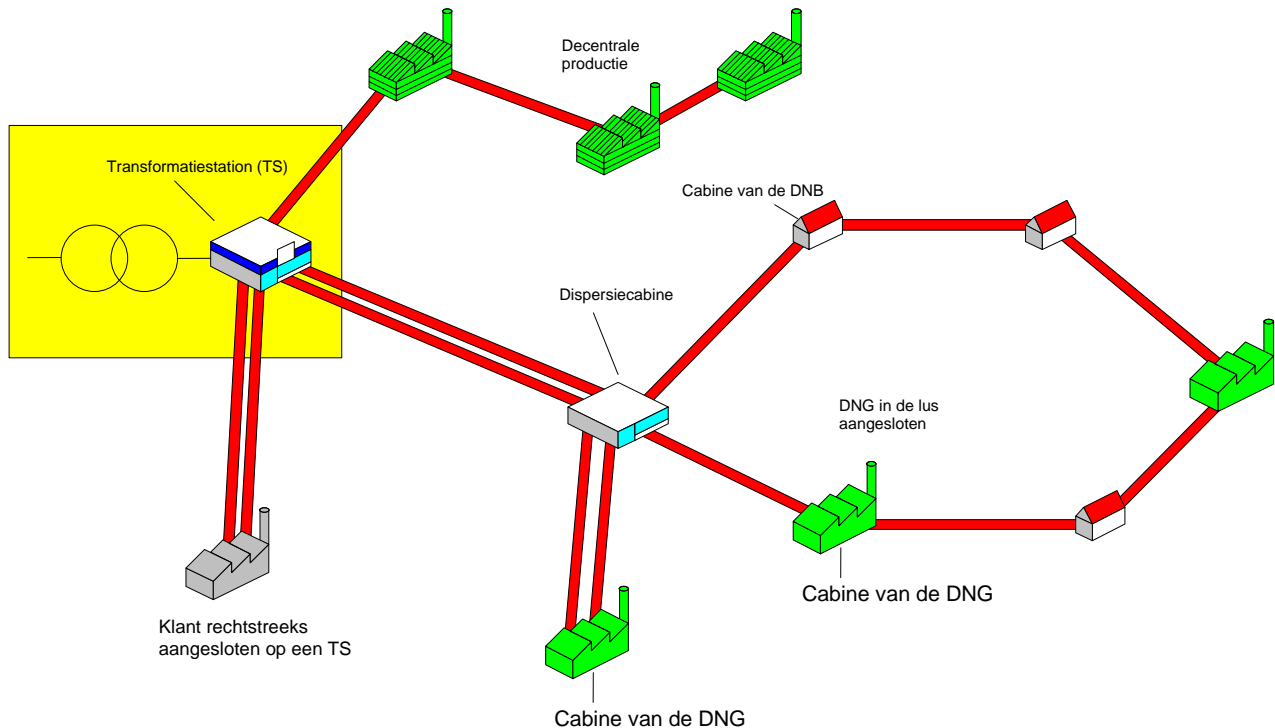 Decentrale
productie
Transformatiestation (TS)
Cabine van de DNB
Dispersiecabine
DNG in de lus
aangesloten
Cabine van de DNG
Klant rechtstreeks
aangesloten op een TS
Cabine van de DNG